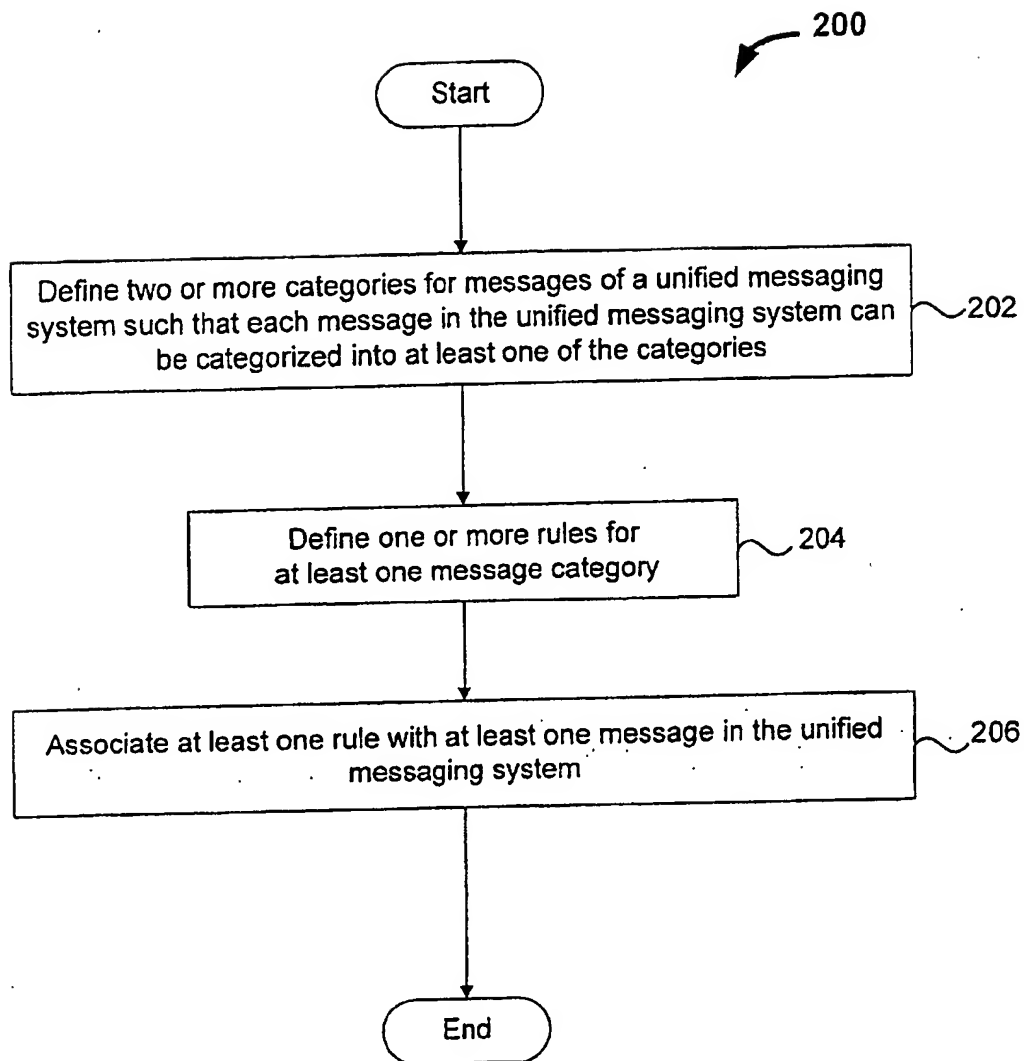 200
Start
Define two or more categories for messages of a unified messaging
system such that each message in the unified messaging system can
be categorized into at least one of the categories
202
Define one or more rules for
at least one message category
204
Associate at least one rule with at least one message in the unified
messaging system
206
End